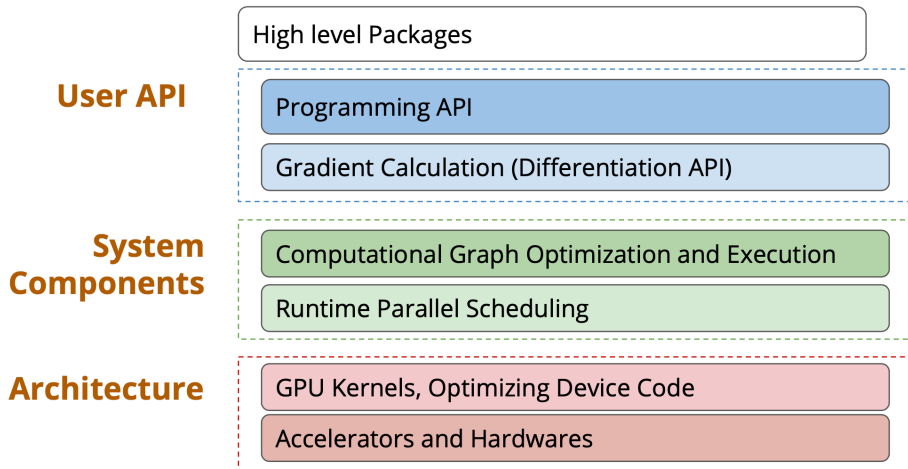 High level Packages
User API
Programming API
Gradient Calculation (Differentiation API)
System
Components
Computational Graph Optimization and Execution
Runtime Parallel Scheduling
Architecture
GPU Kernels, Optimizing Device Code
Accelerators and Hardwares